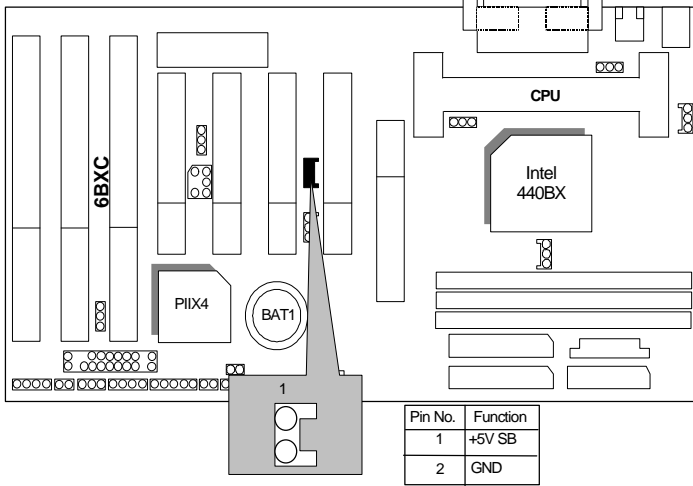 CPU
6BXC
Intel
440BX
PIIX4
BAT1
1
Pin No. Function
1 +5V SB
2 GND